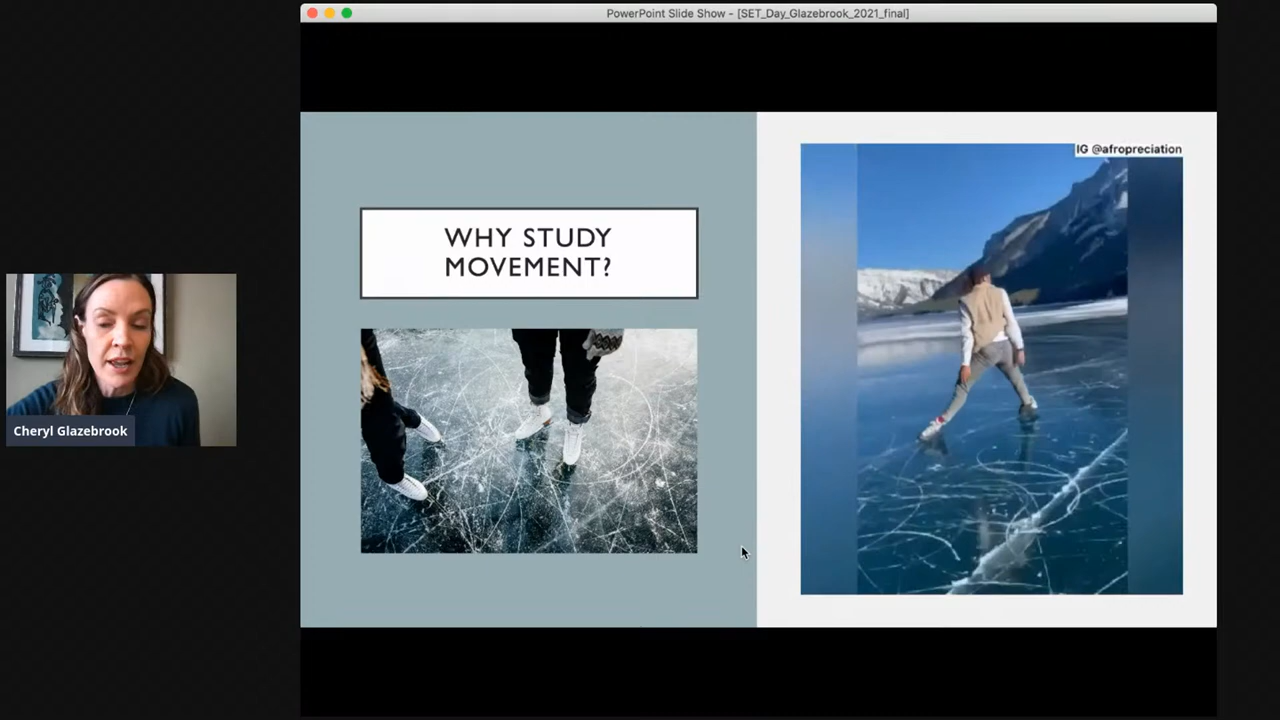 PowerPoint Slide Show - [SET_Day_Glazebrook_2021_final]
IG @afropreciation
WHY STUDY
MOVEMENT?
Cheryl Glazebrook